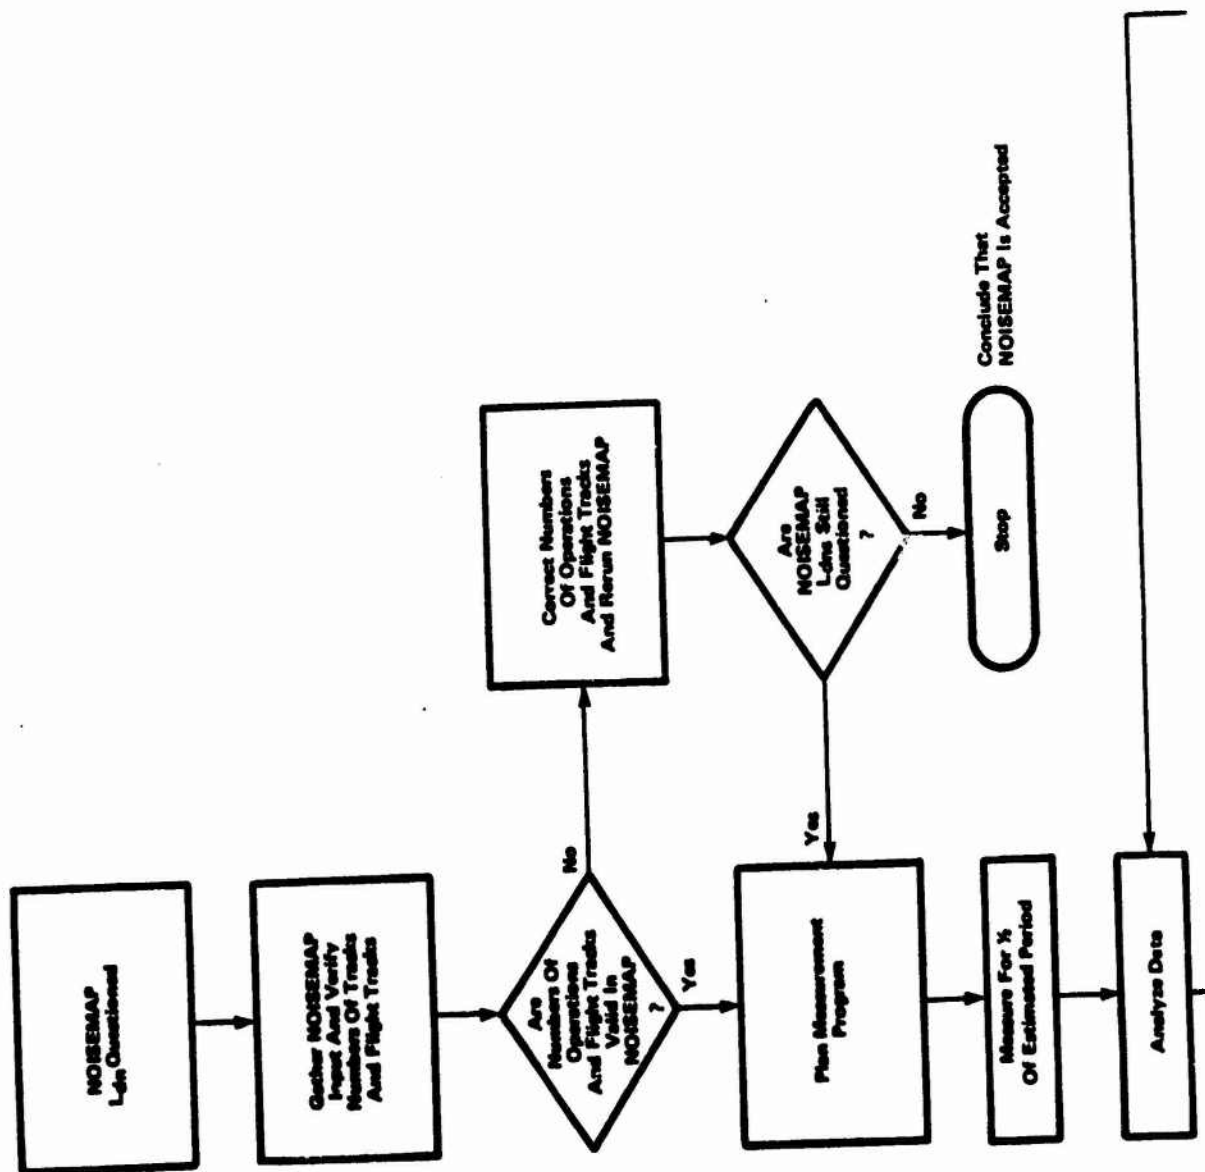 NOISEMAP
Ldn Questioned
Gather NOISEMAP
Input And Verify
Numbers Of Tracks
And Flight Tracks
Are
Numbers Of
Operations
And Flight Tracks
Valid In
NOISEMAP
?
No
Yes
Correct Numbers
Of Operations
And Flight Tracks
And Rerun NOISEMAP
Are
NOISEMAP
Ldns Still
Questioned
?
No
Yes
Stop
Conclude That
NOISEMAP Is Accepted
Plan Measurement
Program
Measure For ½
Of Estimated Period
Analyze Data